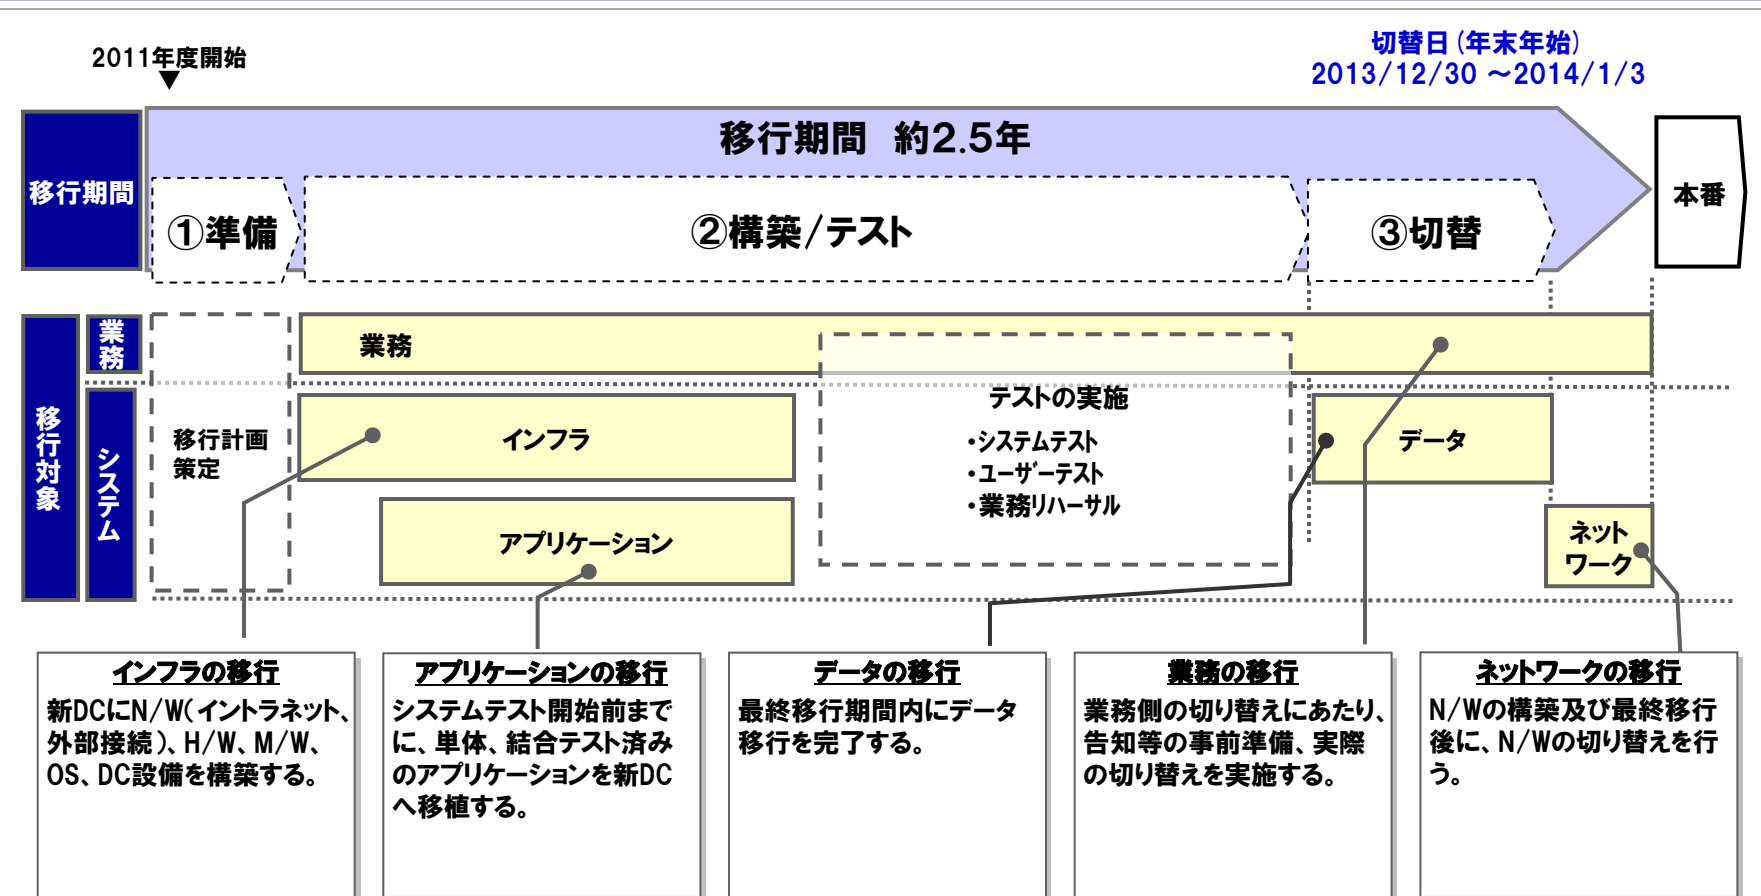 2011年度開始
切替日(年末年始)
2013/12/30 ~2014/1/3
移行期間
移行期間 約2.5年
①準備
②構築/テスト
③切替
本番
移行対象
業務
システム
業務
移行計画
策定
インフラ
アプリケーション
テストの実施
・システムテスト
・ユーザーテスト
・業務リハーサル
データ
ネット
ワーク
インフラの移行
新DCにN/W(イントラネット、
外部接続)、H/W、M/W、
OS、DC設備を構築する。
アプリケーションの移行
システムテスト開始前まで
に、単体、結合テスト済み
のアプリケーションを新DC
へ移植する。
データの移行
最終移行期間内にデータ
移行を完了する。
業務の移行
業務側の切り替えにあたり、
告知等の事前準備、実際
の切り替えを実施する。
ネットワークの移行
N/Wの構築及び最終移行
後に、N/Wの切り替えを行
う。